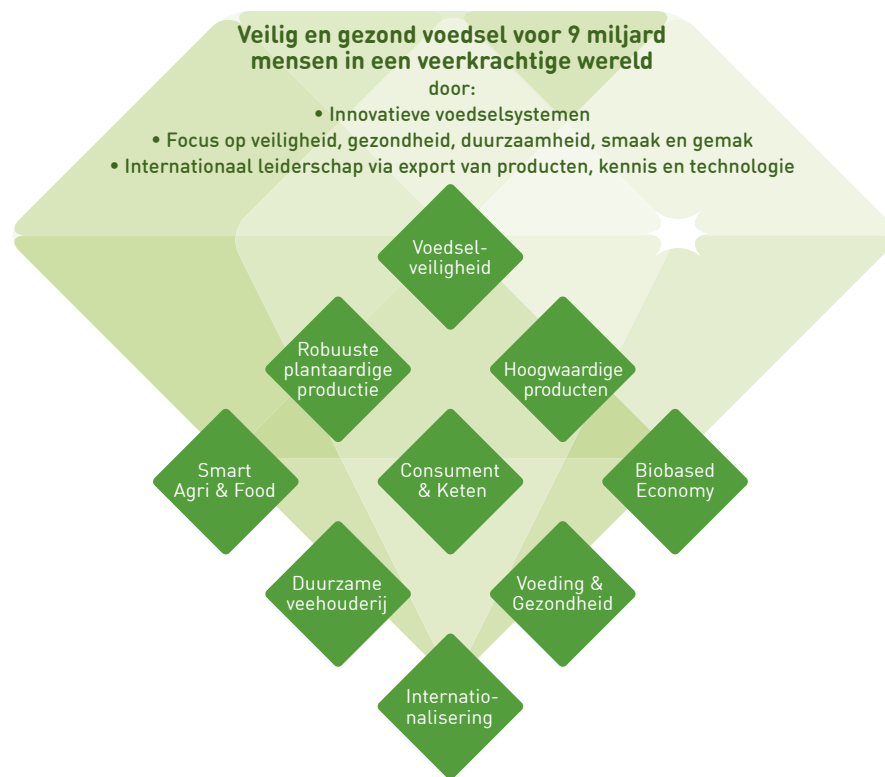 Veilig en gezond voedsel voor 9 miljard
mensen in een veerkrachtige wereld
door:
• Innovatieve voedselsystemen
• Focus op veiligheid, gezondheid, duurzaamheid, smaak en gemak
• Internationaal leiderschap via export van producten, kennis en technologie
Voedsel-
veiligheid
Robuuste
plantaardige
productie
Hoogwaardige
producten
Smart
Agri & Food
Consument
& Keten
Biobased
Economy
Duurzame
veehouderij
Voeding &
Gezondheid
Internatio-
nalisering